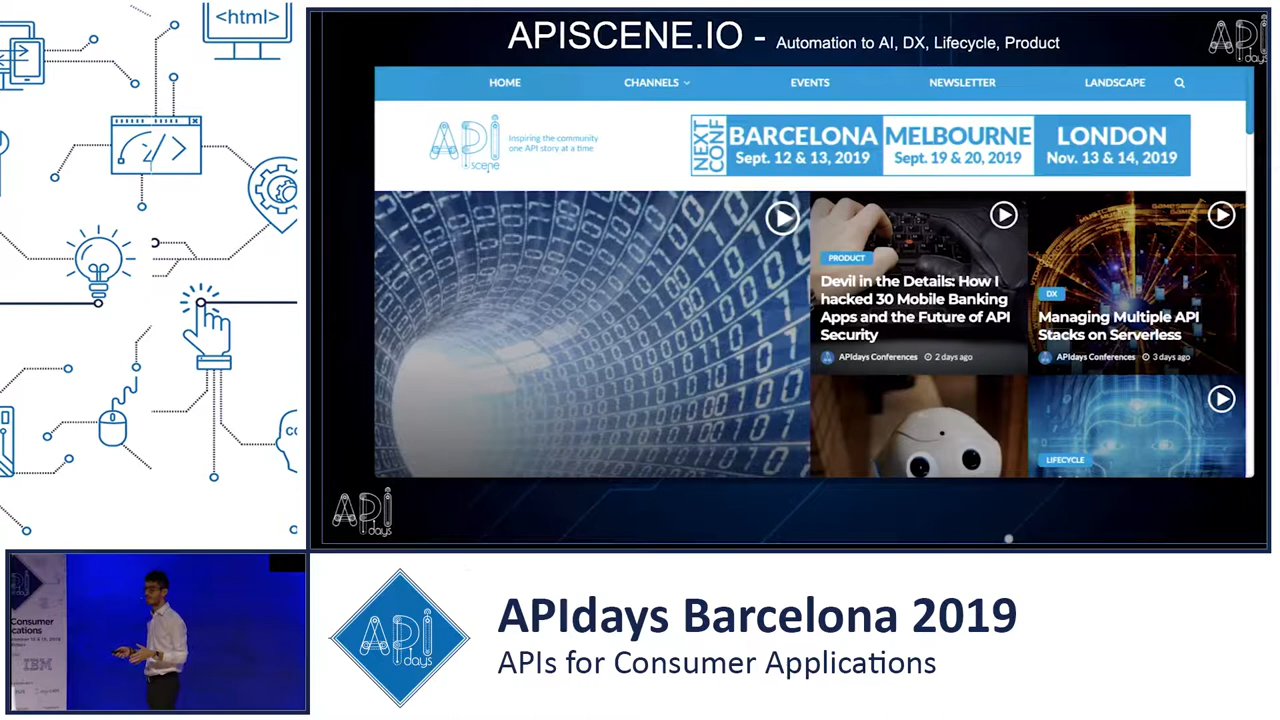 <html>
APISCENE.IO - Automation to AI, DX, Lifecycle, Product
API
days
HOME
CHANNELS
EVENTS
NEWSLETTER
LANDSCAPE
API
scene
Inspiring the community
one API story at a time
NEXT
CONF
BARCELONA
Sept. 12 & 13, 2019
MELBOURNE
Sept. 19 & 20, 2019
LONDON
Nov. 13 & 14, 2019
PRODUCT
Devil in the Details: How I
hacked 30 Mobile Banking
Apps and the Future of API
Security
APIdays Conferences
2 days ago
DX
Managing Multiple API
Stacks on Serverless
APIdays Conferences
3 days ago
LIFECYCLE
API
days
Consumer
IBM
API
days
APIdays Barcelona 2019
APIs for Consumer Applications